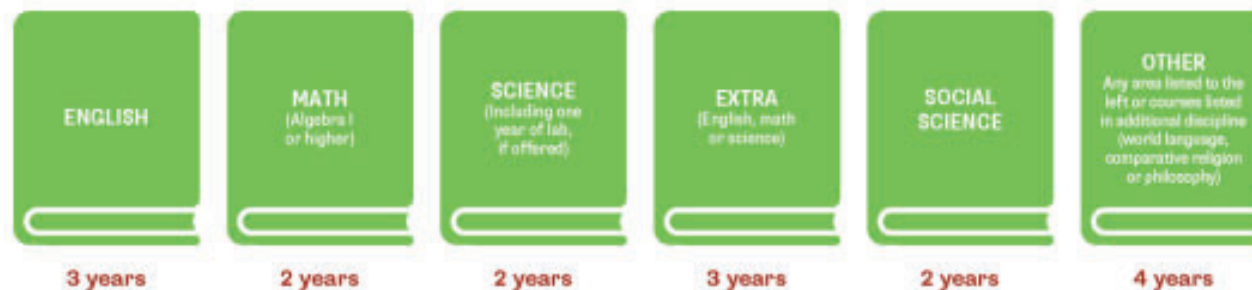 ENGLISH
3 years
MATH
(Algebra I
or higher)
2 years
SCIENCE
(Including one
year of lab,
if offered)
2 years
EXTRA
(English, math
or science)
3 years
SOCIAL
SCIENCE
2 years
OTHER
Any area listed to the
left or courses listed
in additional discipline
(world language,
comparative religion
or philosophy)
4 years